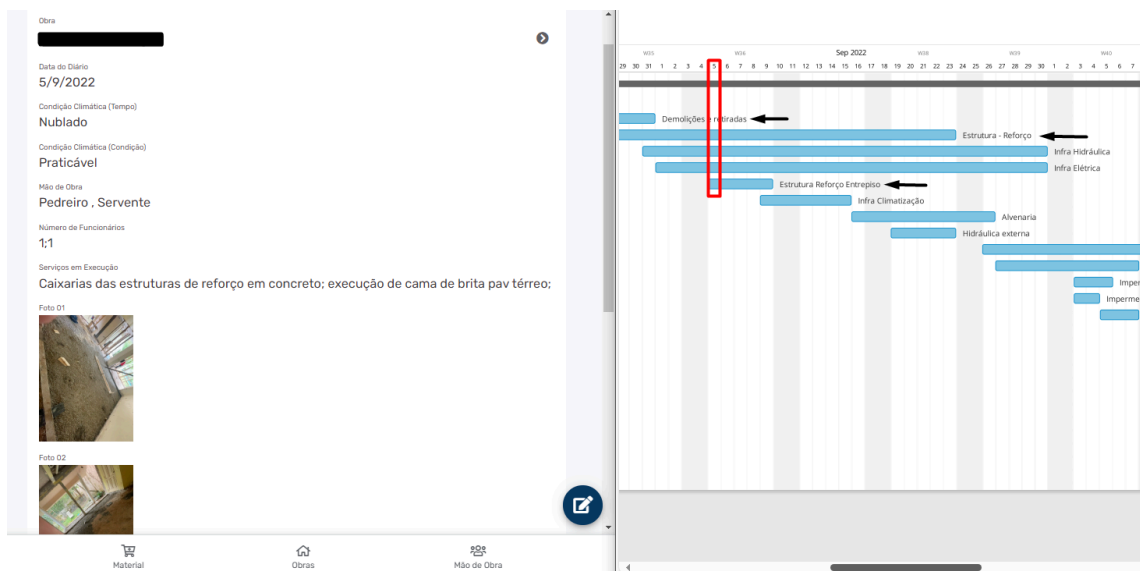 Obra
Data do Diário
5/9/2022
Condição Climática (Tempo)
Nublado
Condição Climática (Condição)
Praticável
Mão de Obra
Pedreiro , Servente
Número de Funcionários
1;1
Serviços em Execução
Caixarias das estruturas de reforço em concreto; execução de cama de brita pav térreo;
Foto 01
Foto 02
Material
Obras
Mão de Obra
W35 W36 Sep 2022 W38 W39 W40
29 30 31 1 2 3 4 5 6 7 8 9 10 11 12 13 14 15 16 17 18 19 20 21 22 23 24 25 26 27 28 29 30 1 2 3 4 5 6 7
Demolições e retiradas
Estrutura - Reforço
Infra Hidráulica
Infra Elétrica
Estrutura Reforço Entrepiso
Infra Climatização
Alvenaria
Hidráulica externa
Imper
Imperme